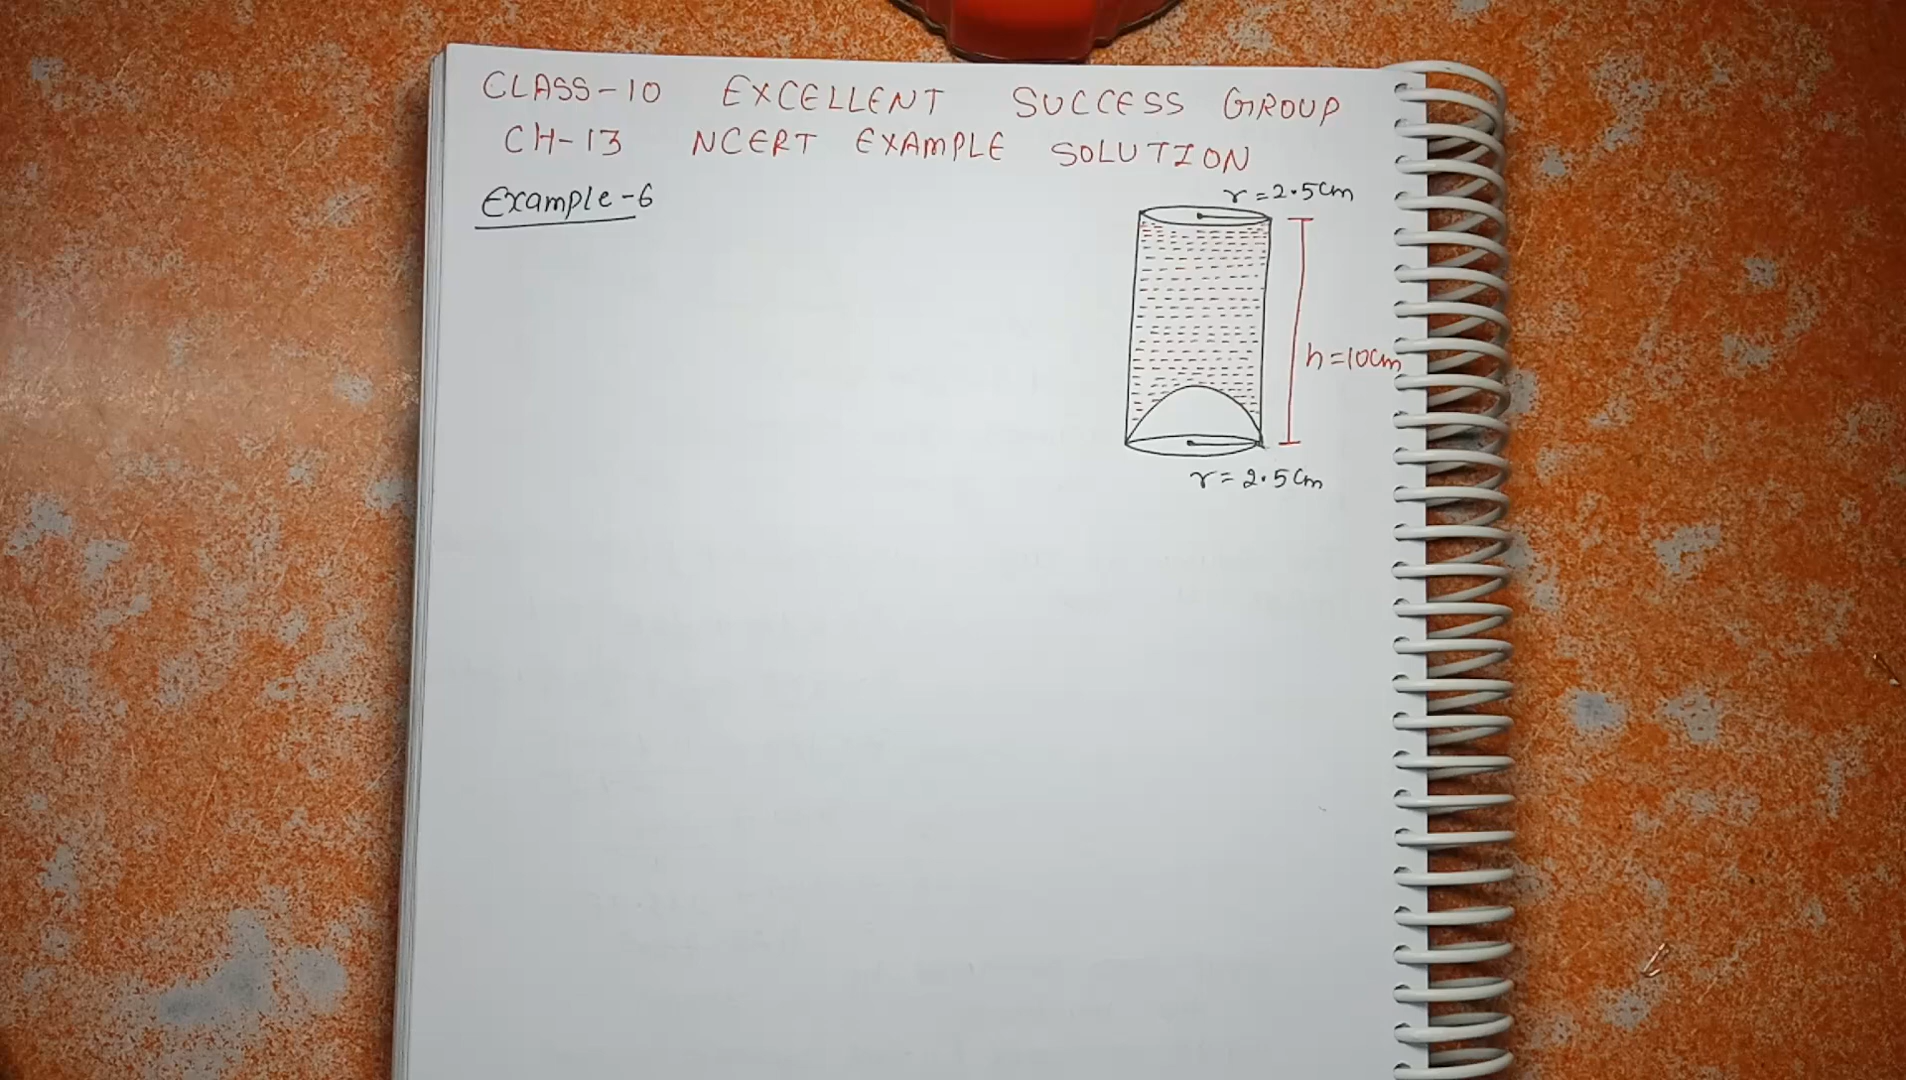 CLASS-10 EXCELLENT SUCCESS GROUP
CH-13 NCERT EXAMPLE SOLUTION
Example-6
r=2.5cm
h=10cm
r=2.5cm